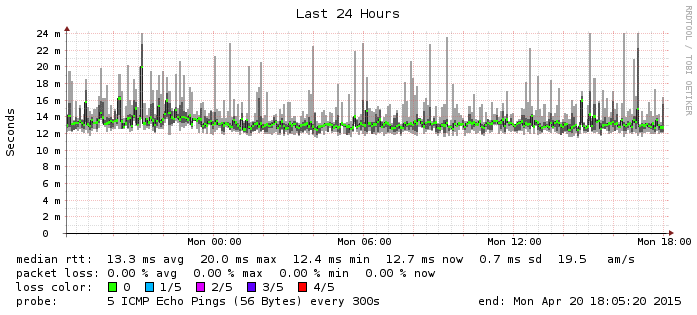 Last 24 Hours
RRDTOOL / TOBI OETIKER
Seconds
24 m
22 m
20 m
18 m
16 m
14 m
12 m
10 m
8 m
6 m
4 m
2 m
0
Mon 00:00 Mon 06:00 Mon 12:00 Mon 18:00
median rtt: 13.3 ms avg 20.0 ms max 12.4 ms min 12.7 ms now 0.7 ms sd 19.5 am/s
packet loss: 0.00 % avg 0.00 % max 0.00 % min 0.00 % now
loss color: 0 1/5 2/5 3/5 4/5
probe: 5 ICMP Echo Pings (56 Bytes) every 300s end: Mon Apr 20 18:05:20 2015